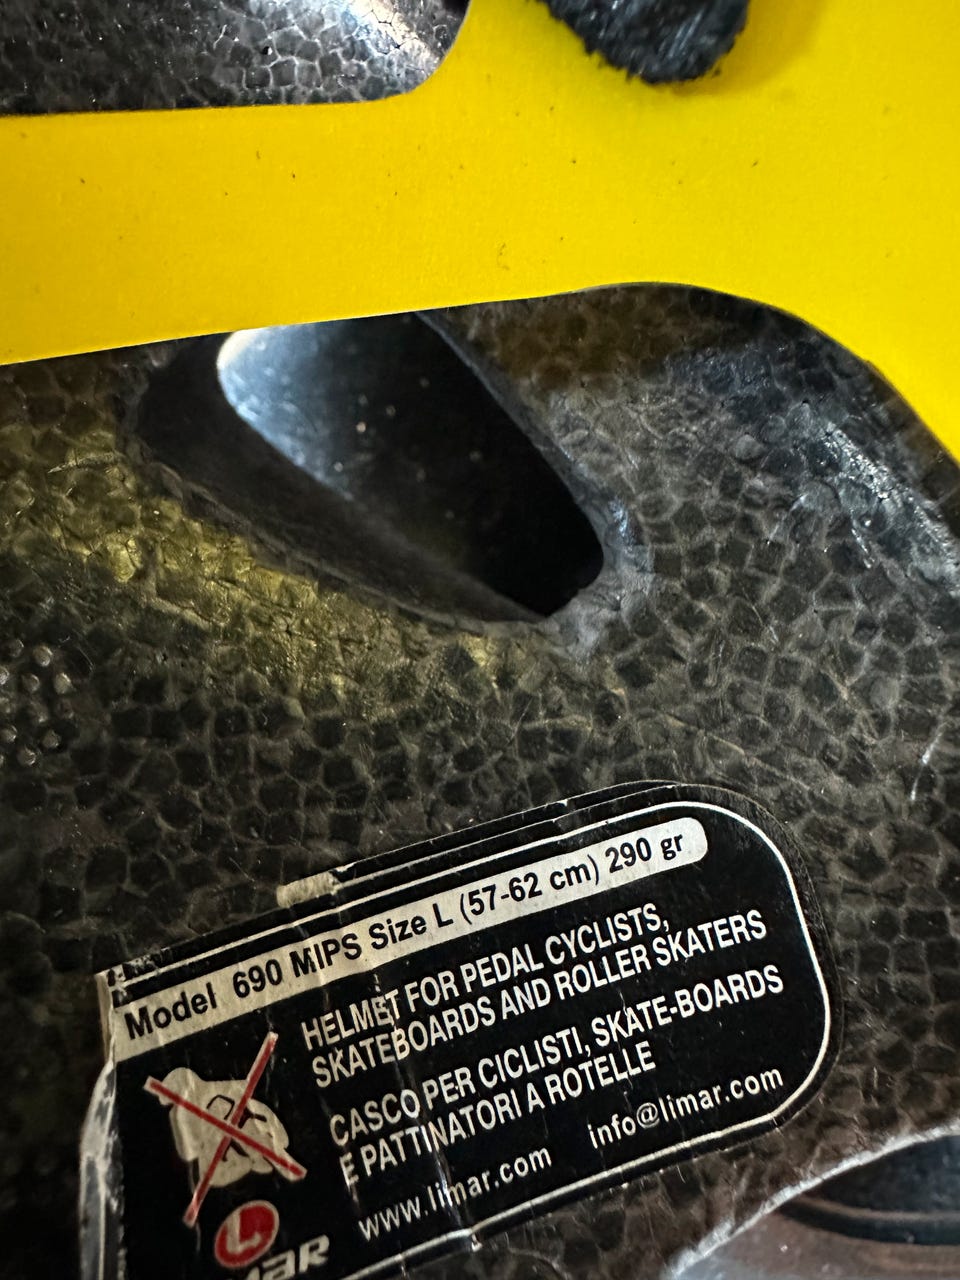 Model 690 MIPS Size L (57-62 cm) 290 gr
HELMET FOR PEDAL CYCLISTS,
SKATEBOARDS AND ROLLER SKATERS
CASCO PER CICLISTI, SKATE-BOARDS
E PATTINATORI A ROTELLE
www.limar.com info@limar.com